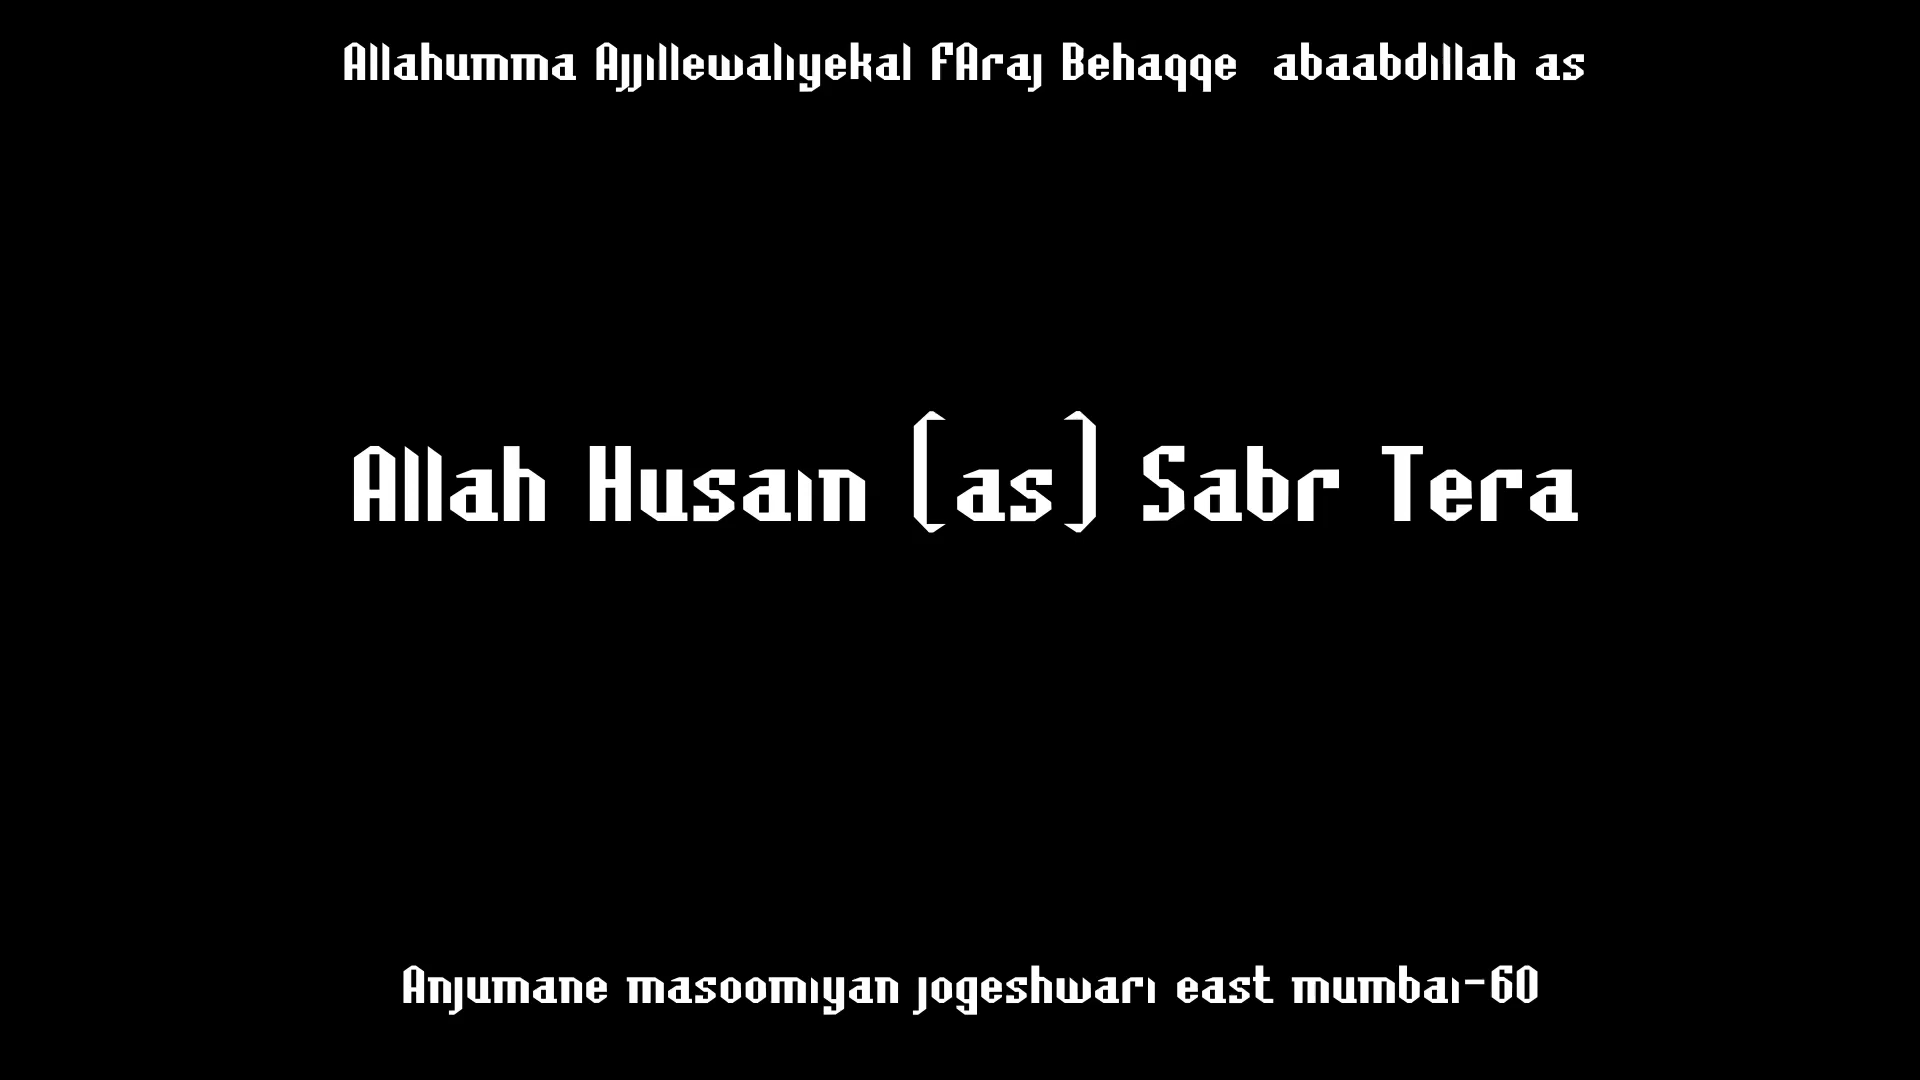 Allahumma Ajjillewaliyekal FAraj Behaqqe  abaabdillah as
Allah Husain (as) Sabr Tera
Anjumane masoomiyan jogeshwari east mumbai-60